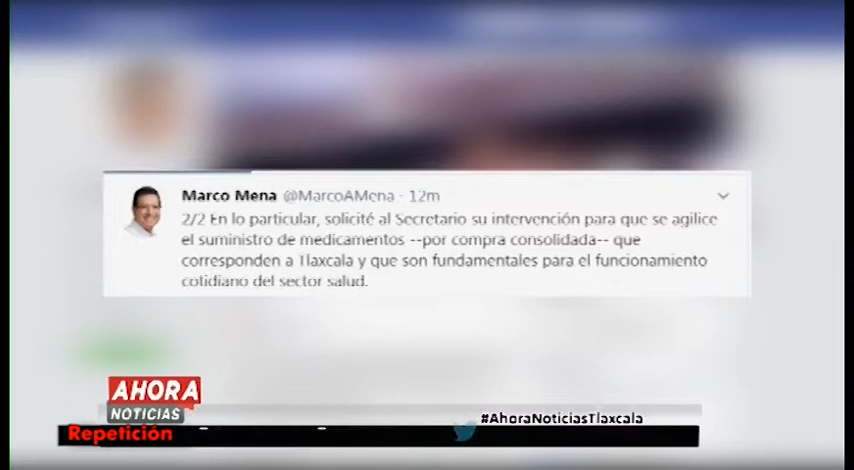 Marco Mena @MarcoAMena · 12m
2/2 En lo particular, solicité al Secretario su intervención para que se agilice
el suministro de medicamentos --por compra consolidada-- que
corresponden a Tlaxcala y que son fundamentales para el funcionamiento
cotidiano del sector salud.
AHORA
NOTICIAS
#AhoraNoticiasTlaxcala
Repetición